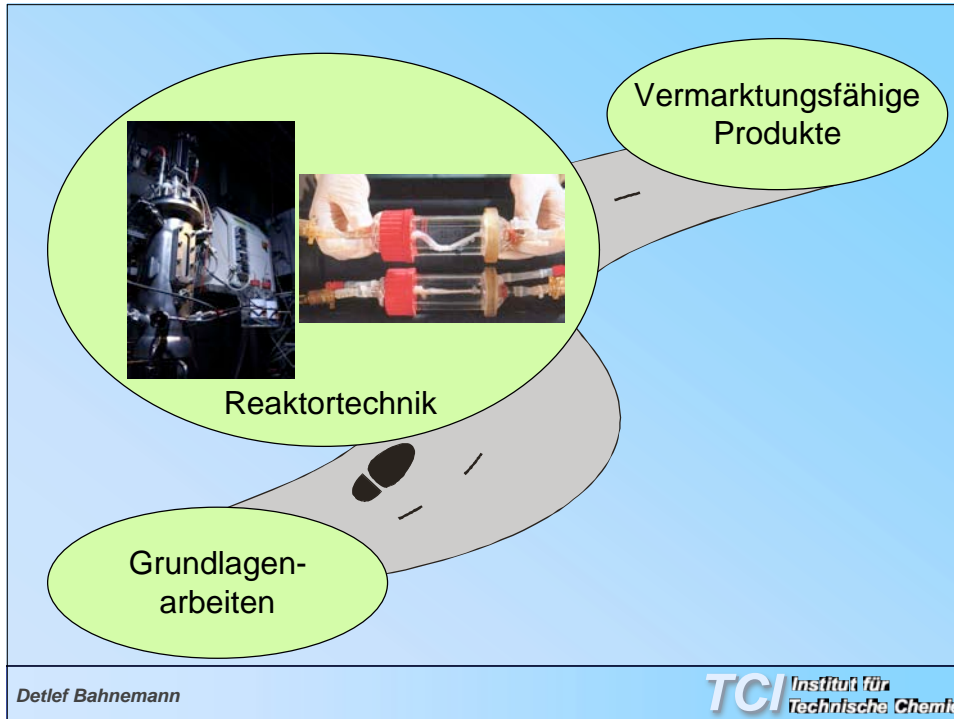 Vermarktungsfähige
Produkte
Reaktortechnik
Grundlagen-
arbeiten
Detlef Bahnemann
TCI Institut für
Technische Chemie